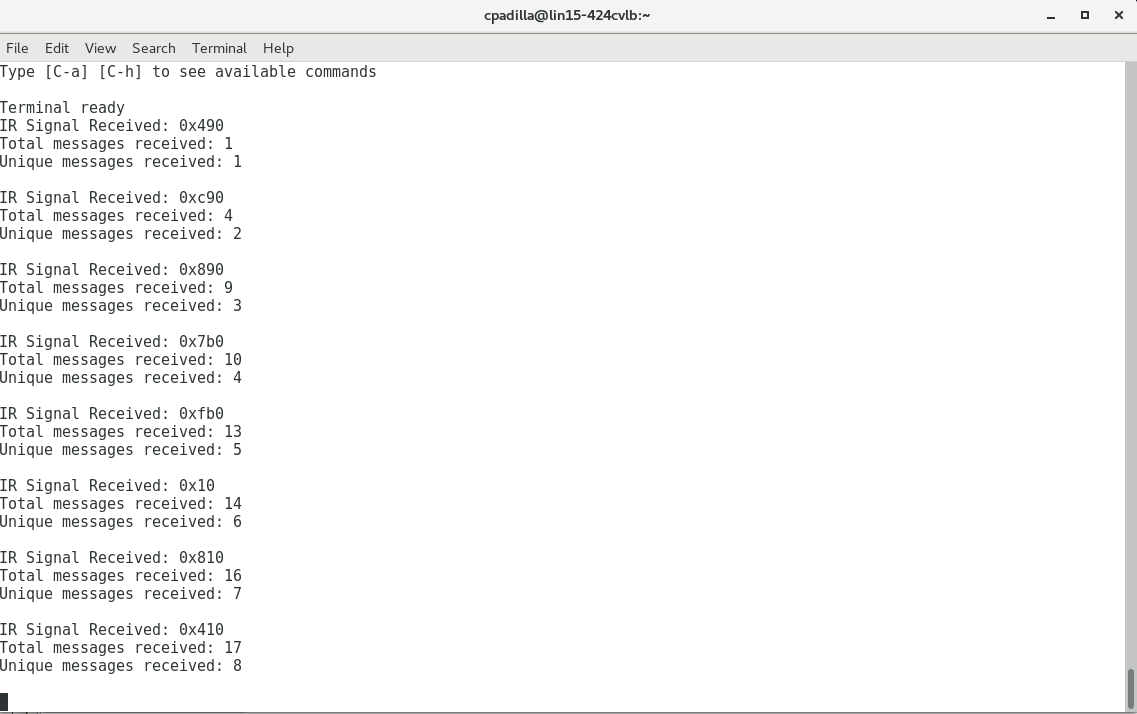 cpadilla@lin15-424cvlb:~
File Edit View Search Terminal Help
Type [C-a] [C-h] to see available commands
Terminal ready
IR Signal Received: 0x490
Total messages received: 1
Unique messages received: 1
IR Signal Received: 0xc90
Total messages received: 4
Unique messages received: 2
IR Signal Received: 0x890
Total messages received: 9
Unique messages received: 3
IR Signal Received: 0x7b0
Total messages received: 10
Unique messages received: 4
IR Signal Received: 0xfb0
Total messages received: 13
Unique messages received: 5
IR Signal Received: 0x10
Total messages received: 14
Unique messages received: 6
IR Signal Received: 0x810
Total messages received: 16
Unique messages received: 7
IR Signal Received: 0x410
Total messages received: 17
Unique messages received: 8